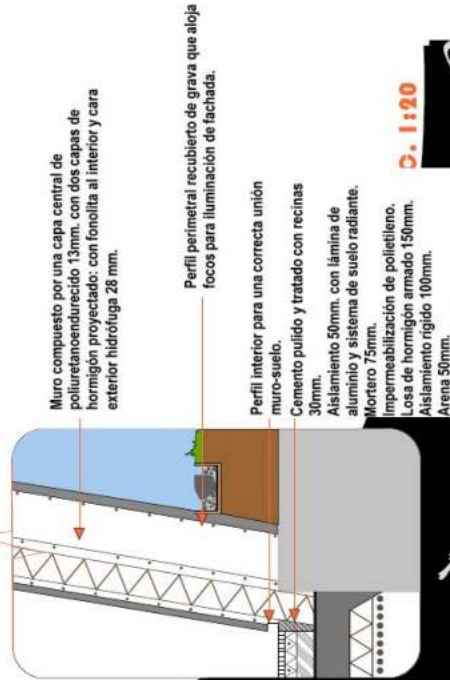 Muro compuesto por una capa central de
poliuretanoendurecido 13mm. con dos capas de
hormigón proyectado: con fonolita al interior y cara
exterior hidrófuga 28 mm.
Perfil perimetral recubierto de grava que aloja
focos para iluminación de fachada.
Perfil interior para una correcta unión
muro-suelo.
Cemento pulido y tratado con recinas
30mm.
Aislamiento 50mm. con lámina de
aluminio y sistema de suelo radiante.
Mortero 75mm.
Impermeabilización de polietileno.
Losa de hormigón armado 150mm.
Aislamiento rígido 100mm.
Arena 50mm.
D. 1:20